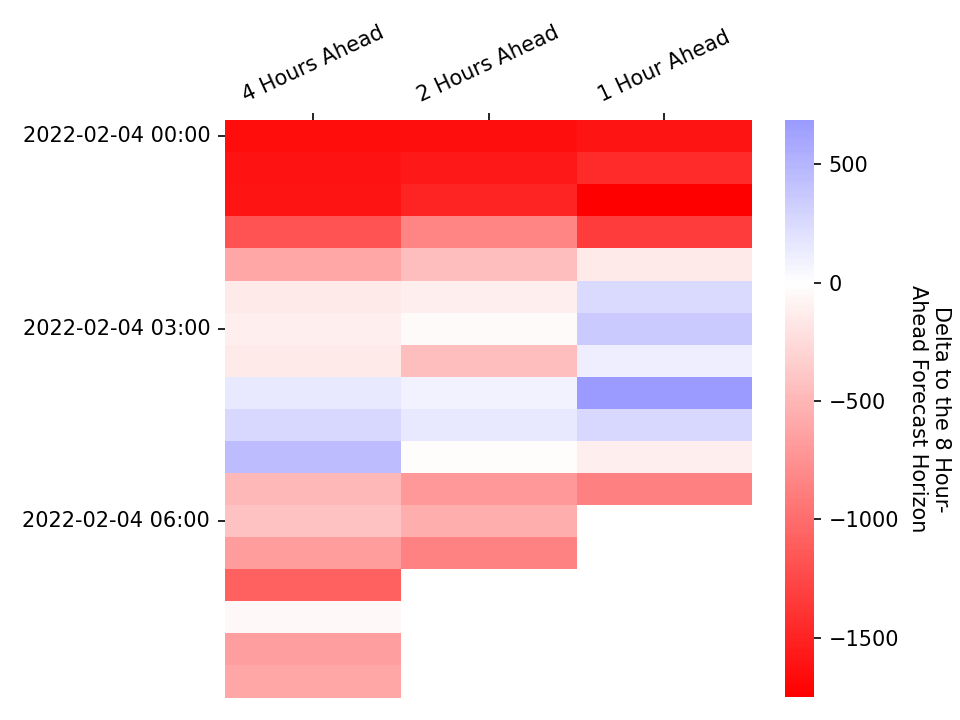 4 Hours Ahead
2 Hours Ahead
1 Hour Ahead
2022-02-04 00:00
2022-02-04 03:00
2022-02-04 06:00
500
0
−500
−1000
−1500
Delta to the 8 Hour-
Ahead Forecast Horizon